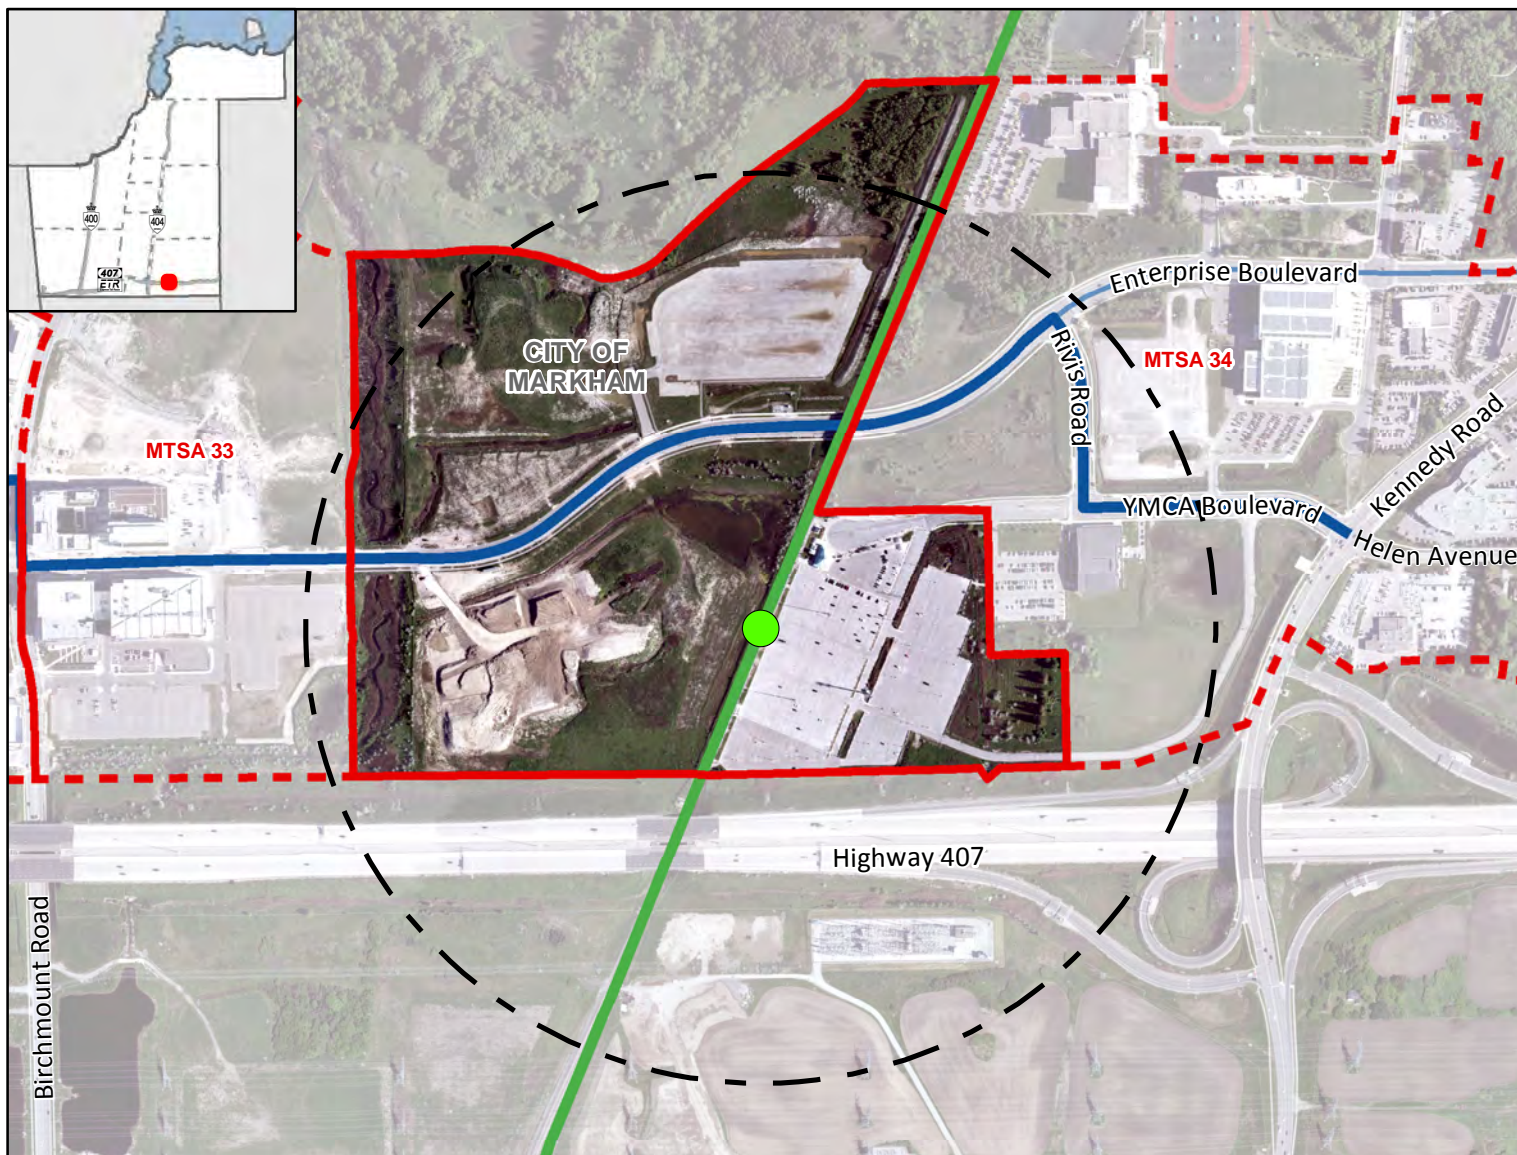 400
404
407
ETR
Enterprise Boulevard
CITY OF
MARKHAM
Rivis Road
MTSA 34
MTSA 33
Kennedy Road
YMCA Boulevard
Helen Avenue
Highway 407
Birchmount Road